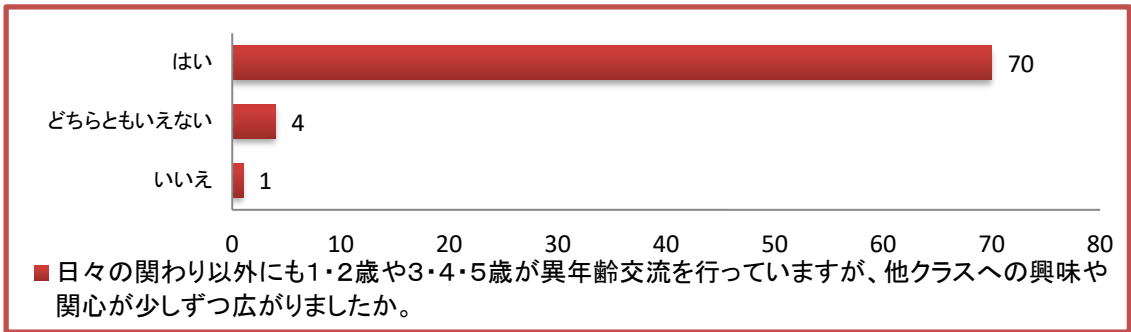 はい 70
どちらともいえない 4
いいえ 1
0 10 20 30 40 50 60 70 80
日々の関わり以外にも1・2歳や3・4・5歳が異年齢交流を行っていますが、他クラスへの興味や
関心が少しずつ広がりましたか。